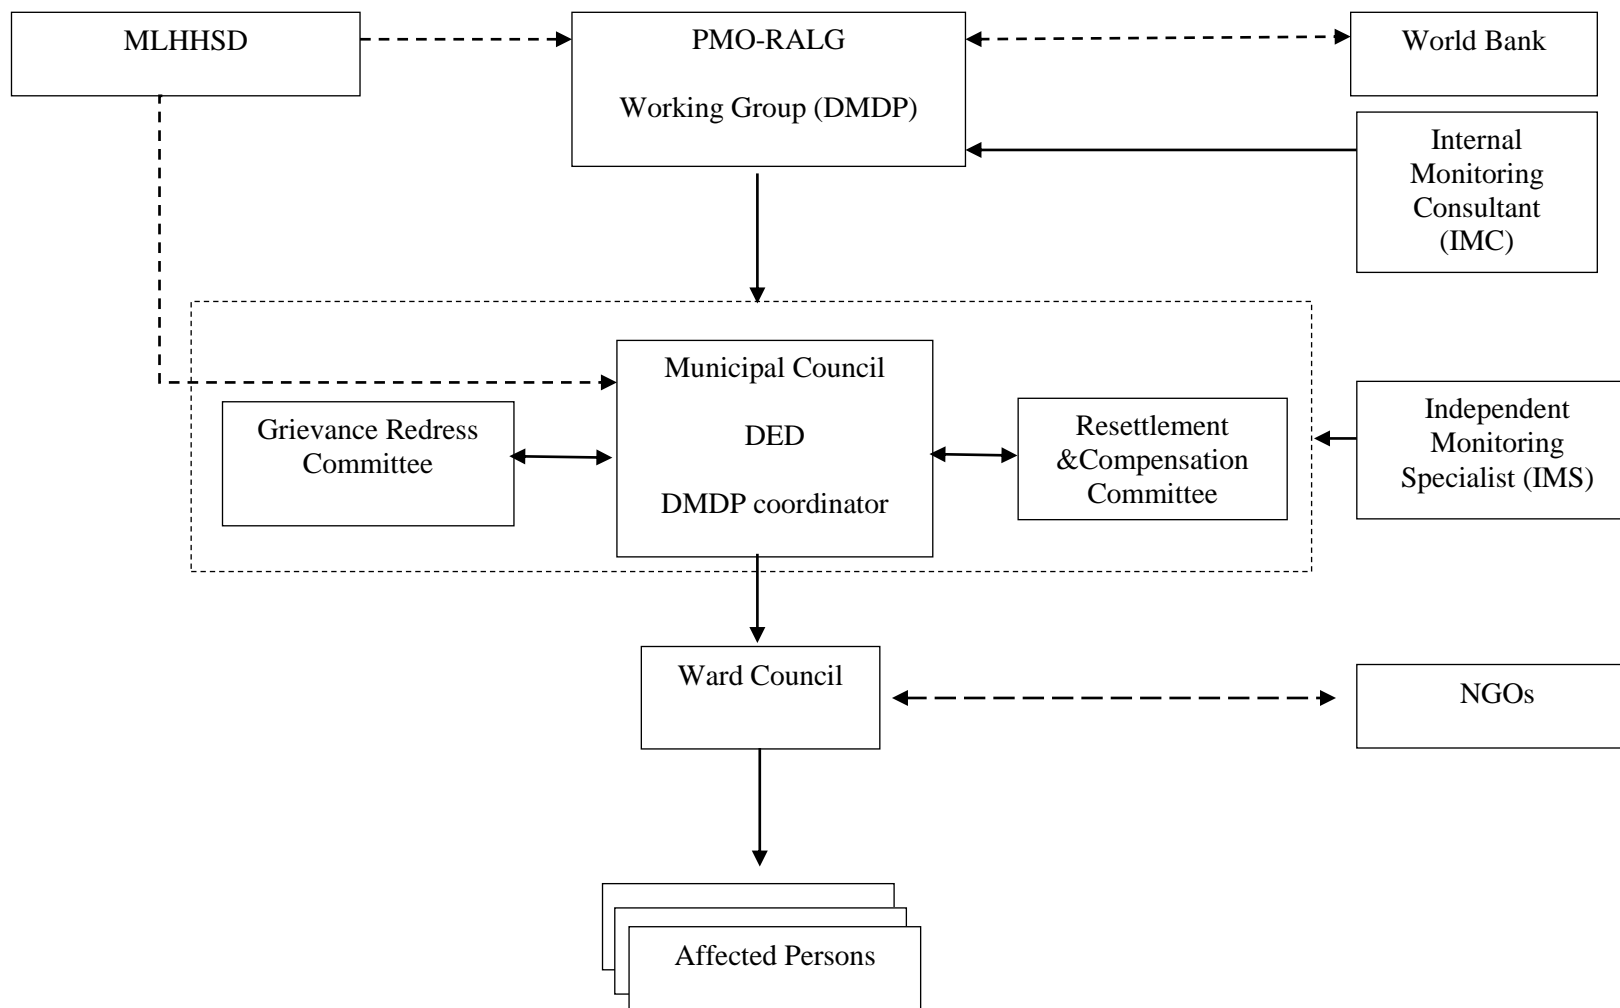 MLHHSD
PMO-RALG
Working Group (DMDP)
World Bank
Internal
Monitoring
Consultant
(IMC)
Municipal Council
DED
DMDP coordinator
Grievance Redress
Committee
Resettlement
&Compensation
Committee
Independent
Monitoring
Specialist (IMS)
Ward Council
NGOs
Affected Persons